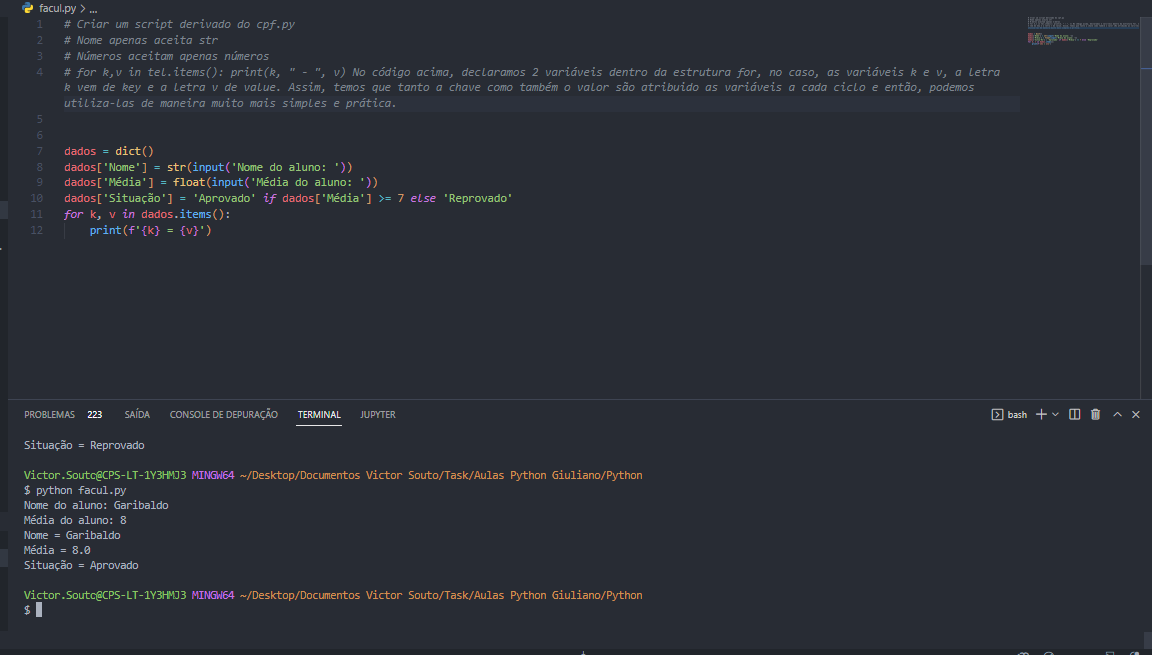 facul.py > ...
1 # Criar um script derivado do cpf.py
2 # Nome apenas aceita str
3 # Números aceitam apenas números
4 # for k,v in tel.items(): print(k, " - ", v) No código acima, declaramos 2 variáveis dentro da estrutura for, no caso, as variáveis k e v, a letra
k vem de key e a letra v de value. Assim, temos que tanto a chave como também o valor são atribuido as variáveis a cada ciclo e então, podemos
utiliza-las de maneira muito mais simples e prática.
5
6
7 dados = dict()
8 dados['Nome'] = str(input('Nome do aluno: '))
9 dados['Média'] = float(input('Média do aluno: '))
10 dados['Situação'] = 'Aprovado' if dados['Média'] >= 7 else 'Reprovado'
11 for k, v in dados.items():
12 print(f'{k} = {v}')
PROBLEMAS 223 SAÍDA CONSOLE DE DEPURAÇÃO TERMINAL JUPYTER bash
Situação = Reprovado
Victor.Souto@CPS-LT-1Y3HMJ3 MINGW64 ~/Desktop/Documentos Victor Souto/Task/Aulas Python Giuliano/Python
$ python facul.py
Nome do aluno: Garibaldo
Média do aluno: 8
Nome = Garibaldo
Média = 8.0
Situação = Aprovado
Victor.Souto@CPS-LT-1Y3HMJ3 MINGW64 ~/Desktop/Documentos Victor Souto/Task/Aulas Python Giuliano/Python
$